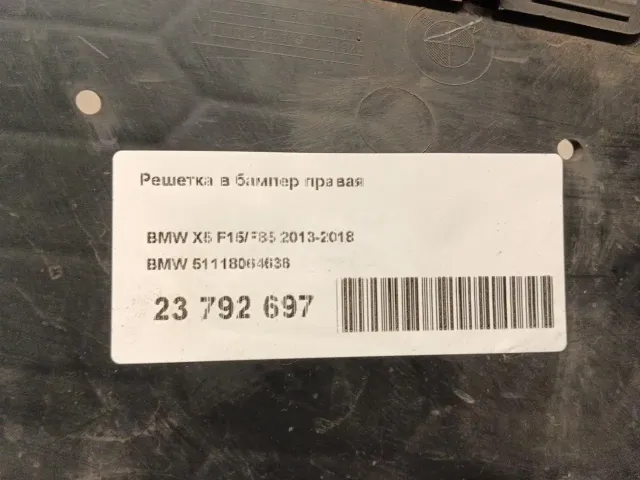 Решетка в бампер правая
BMW X5 F15/F85 2013-2018
BMW 51118064636
23 792 697